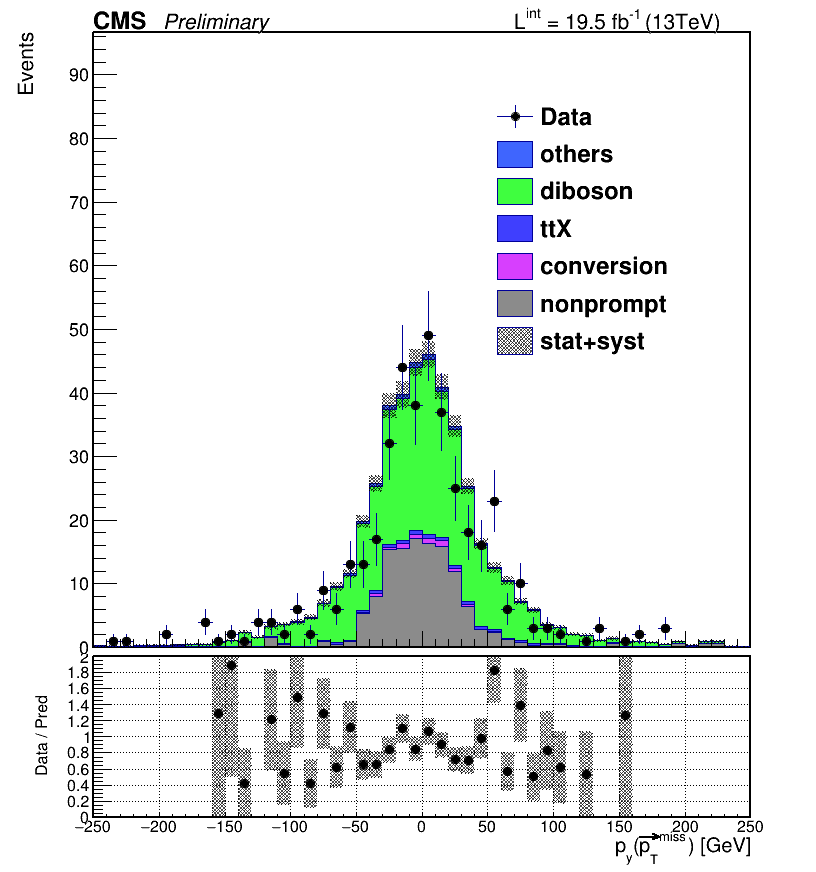 CMS Preliminary L^int = 19.5 fb^-1 (13TeV)
Events
90
80
70
60
50
40
30
20
10
0
Data
others
diboson
ttX
conversion
nonprompt
stat+syst
Data / Pred
2
1.8
1.6
1.4
1.2
1
0.8
0.6
0.4
0.2
0
−250 −200 −150 −100 −50 0 50 100 150 200 250
p_y(p_T^miss) [GeV]